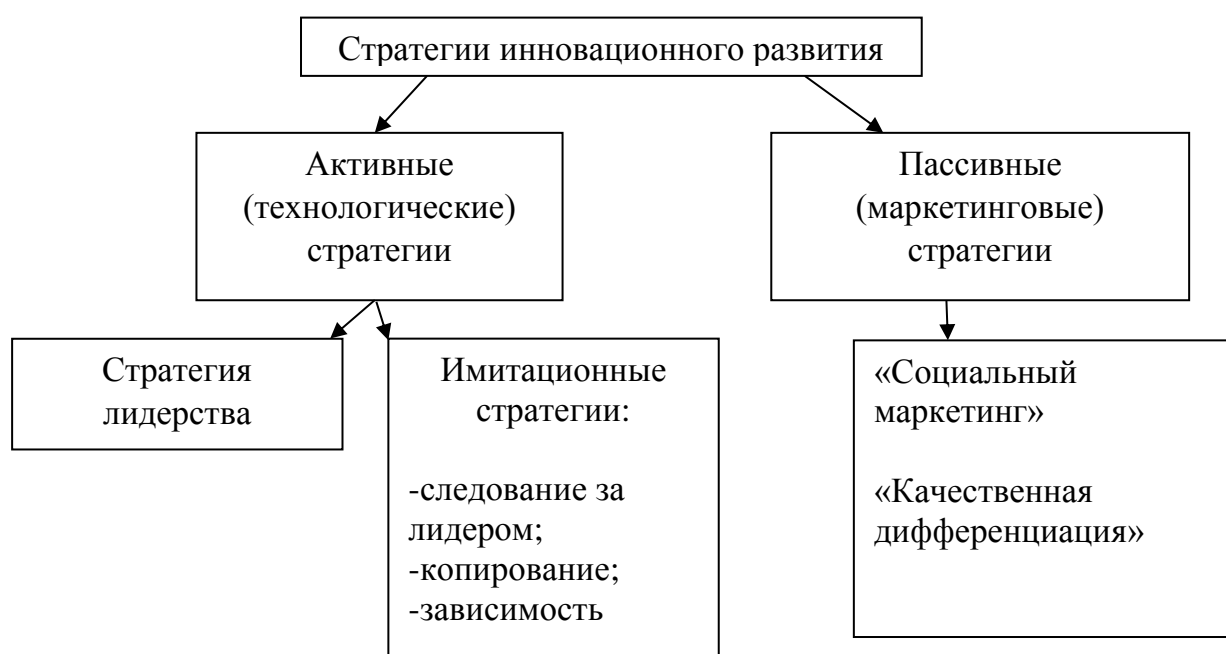 Стратегии инновационного развития
Активные
(технологические)
стратегии
Пассивные
(маркетинговые)
стратегии
Стратегия
лидерства
Имитационные
стратегии:
-следование за
лидером;
-копирование;
-зависимость
«Социальный
маркетинг»
«Качественная
дифференциация»